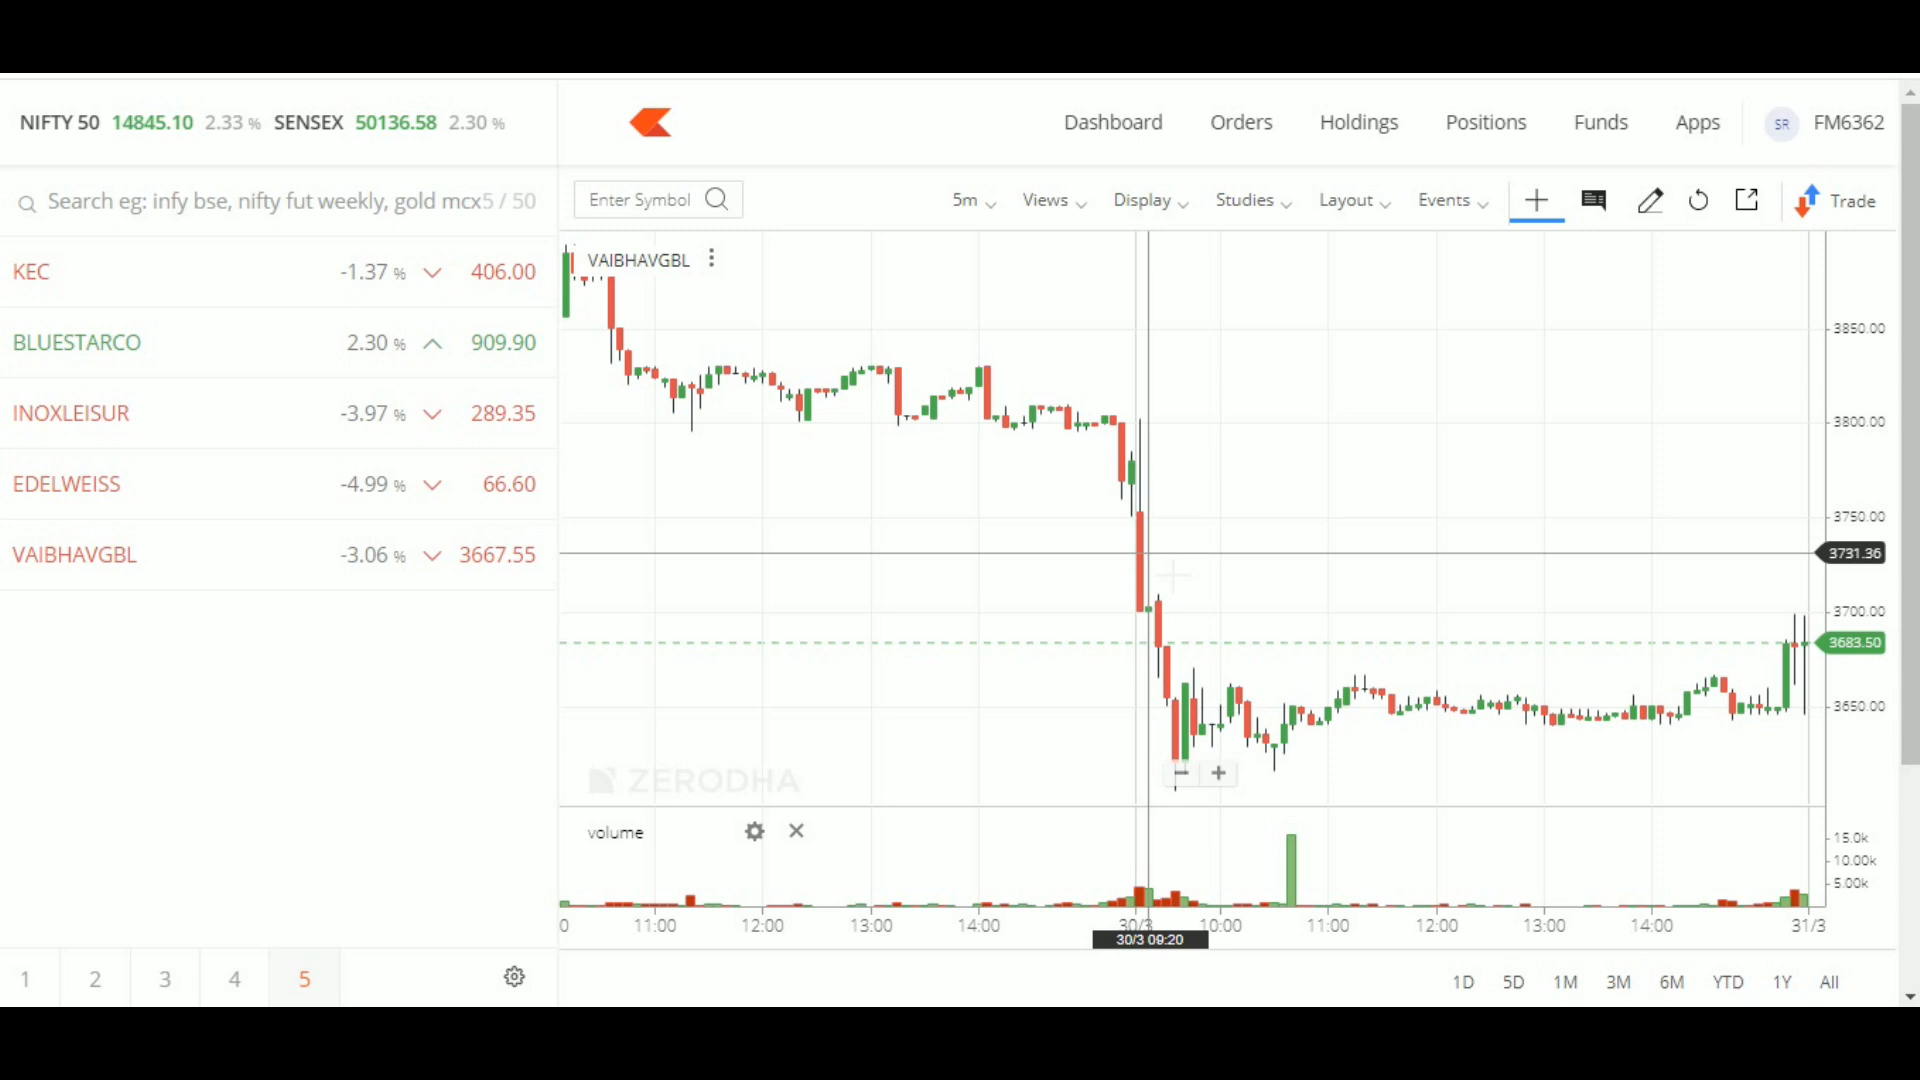 NIFTY 50 14845.10 2.33 % SENSEX 50136.58 2.30 %
Dashboard Orders Holdings Positions Funds Apps SR FM6362
Search eg: infy bse, nifty fut weekly, gold mcx 5 / 50
Enter Symbol 5m Views Display Studies Layout Events Trade
KEC -1.37 % 406.00
BLUESTARCO 2.30 % 909.90
INOXLEISUR -3.97 % 289.35
EDELWEISS -4.99 % 66.60
VAIBHAVGBL -3.06 % 3667.55
VAIBHAVGBL
3850.00
3800.00
3750.00
3731.36
3700.00
3683.50
3650.00
ZERODHA
volume
15.0k
10.00k
5.00k
0 11:00 12:00 13:00 14:00 30/3 10:00 11:00 12:00 13:00 14:00 31/3
30/3 09:20
1 2 3 4 5
1D 5D 1M 3M 6M YTD 1Y All